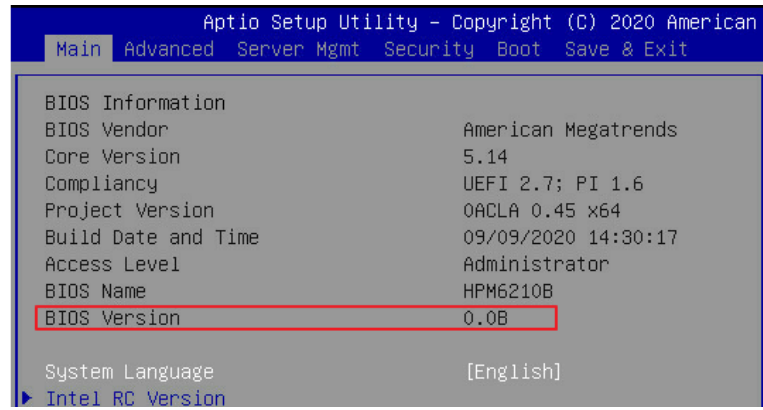 Aptio Setup Utility – Copyright (C) 2020 American
Main Advanced Server Mgmt Security Boot Save & Exit
BIOS Information
BIOS Vendor American Megatrends
Core Version 5.14
Compliancy UEFI 2.7; PI 1.6
Project Version 0ACLA 0.45 x64
Build Date and Time 09/09/2020 14:30:17
Access Level Administrator
BIOS Name HPM6210B
BIOS Version 0.0B
System Language [English]
Intel RC Version